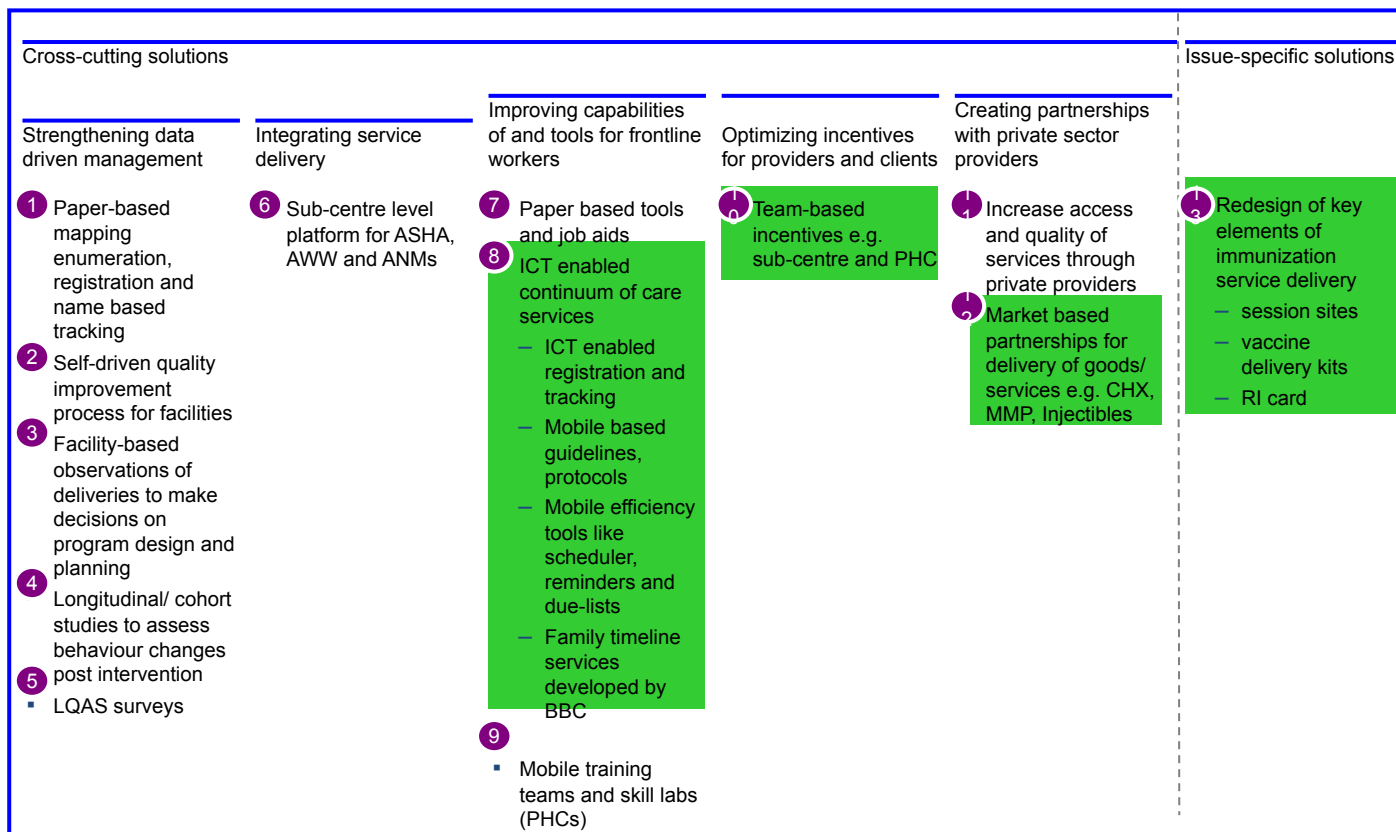 Cross-cutting solutions
Issue-specific solutions
Strengthening data
driven management
1 Paper-based
mapping
enumeration,
registration and
name based
tracking
2 Self-driven quality
improvement
process for facilities
3 Facility-based
observations of
deliveries to make
decisions on
program design and
planning
4 Longitudinal/ cohort
studies to assess
behaviour changes
post intervention
5
▪ LQAS surveys
Integrating service
delivery
6 Sub-centre level
platform for ASHA,
AWW and ANMs
Improving capabilities
of and tools for frontline
workers
7 Paper based tools
and job aids
8 ICT enabled
continuum of care
services
– ICT enabled
registration and
tracking
– Mobile based
guidelines,
protocols
– Mobile efficiency
tools like
scheduler,
reminders and
due-lists
– Family timeline
services
developed by
BBC
9
▪ Mobile training
teams and skill labs
(PHCs)
Optimizing incentives
for providers and clients
10 Team-based
incentives e.g.
sub-centre and PHC
Creating partnerships
with private sector
providers
11 Increase access
and quality of
services through
private providers
12 Market based
partnerships for
delivery of goods/
services e.g. CHX,
MMP, Injectibles
13 Redesign of key
elements of
immunization
service delivery
– session sites
– vaccine
delivery kits
– RI card